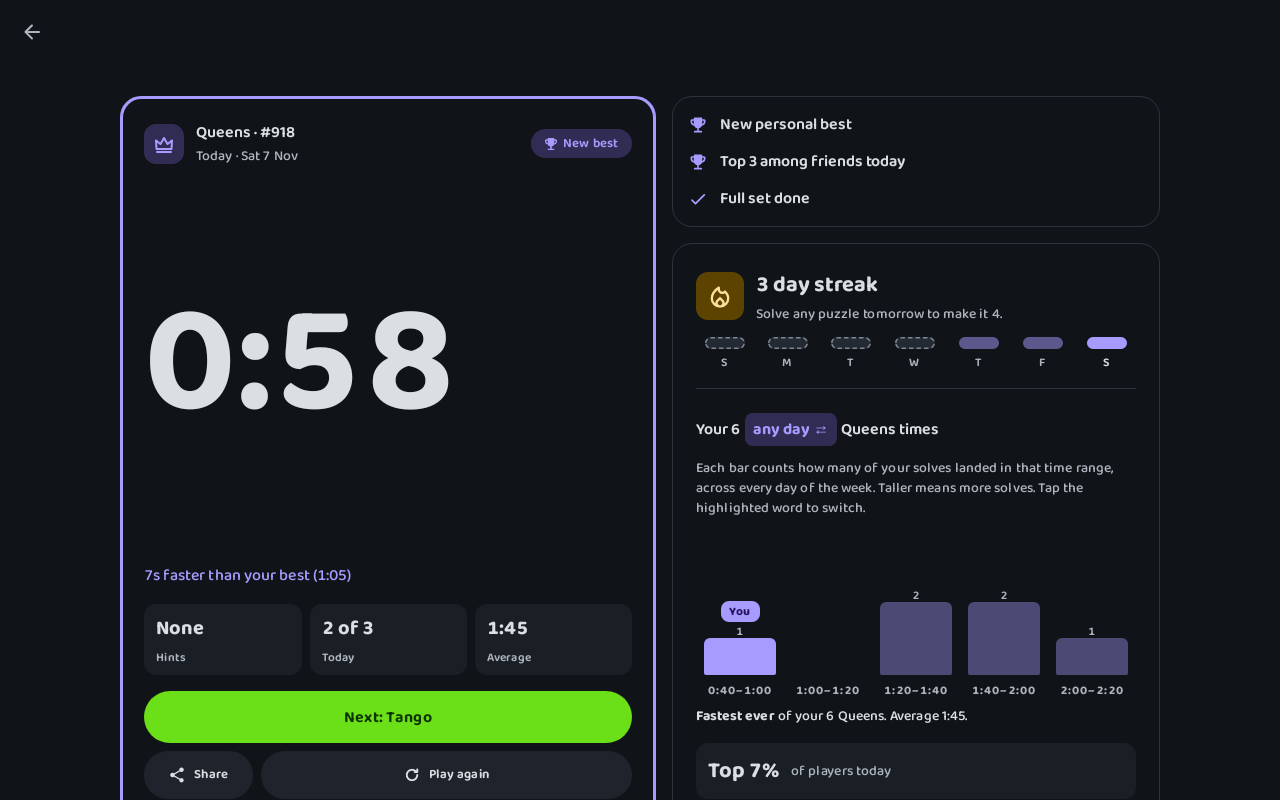 Queens · #918
Today · Sat 7 Nov
New best
0:58
7s faster than your best (1:05)
None
Hints
2 of 3
Today
1:45
Average
Next: Tango
Share
Play again
New personal best
Top 3 among friends today
Full set done
3 day streak
Solve any puzzle tomorrow to make it 4.
S M T W T F S
Your 6 any day Queens times
Each bar counts how many of your solves landed in that time range,
across every day of the week. Taller means more solves. Tap the
highlighted word to switch.
You
1 2 2 1
0:40–1:00 1:00–1:20 1:20–1:40 1:40–2:00 2:00–2:20
Fastest ever of your 6 Queens. Average 1:45.
Top 7% of players today